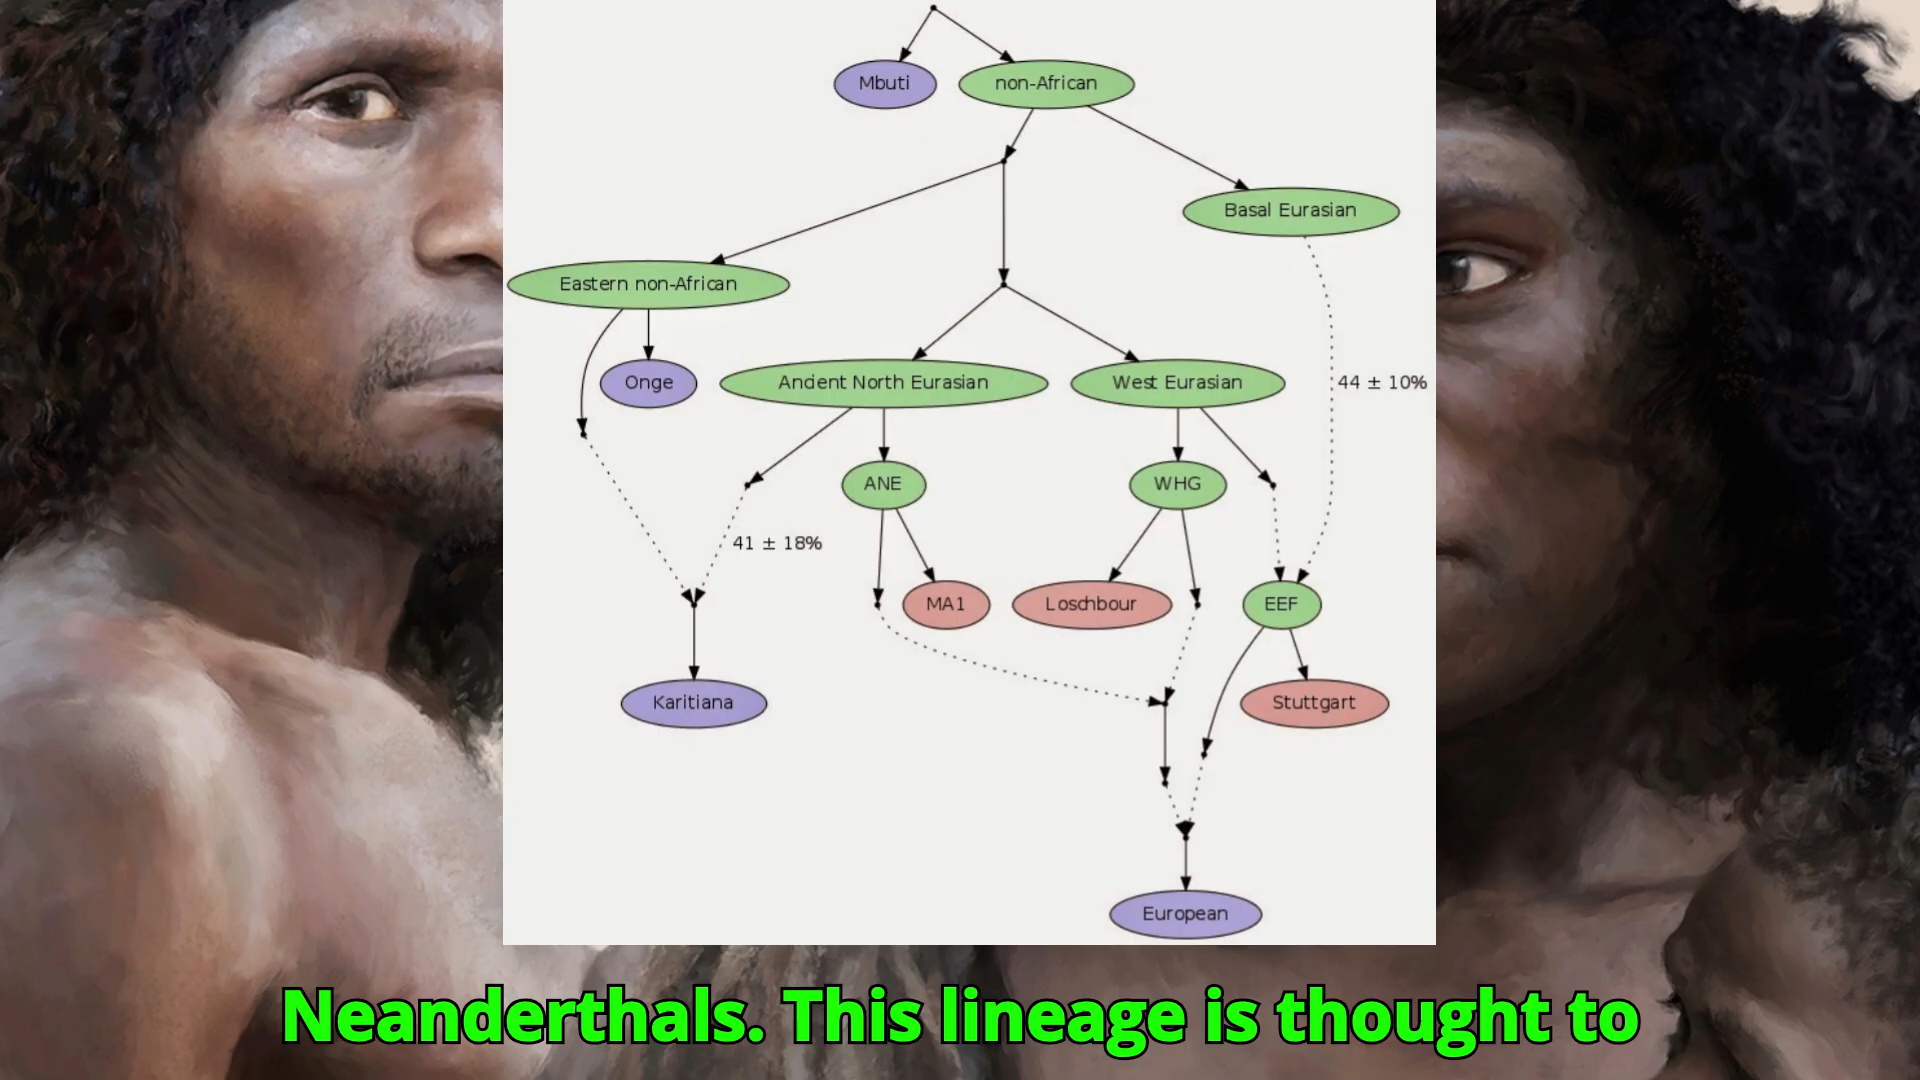 Mbuti
non-African
Basal Eurasian
Eastern non-African
Onge
Ancient North Eurasian
West Eurasian
44 ± 10%
ANE
WHG
41 ± 18%
MA1
Loschbour
EEF
Karitiana
Stuttgart
European
Neanderthals. This lineage is thought to